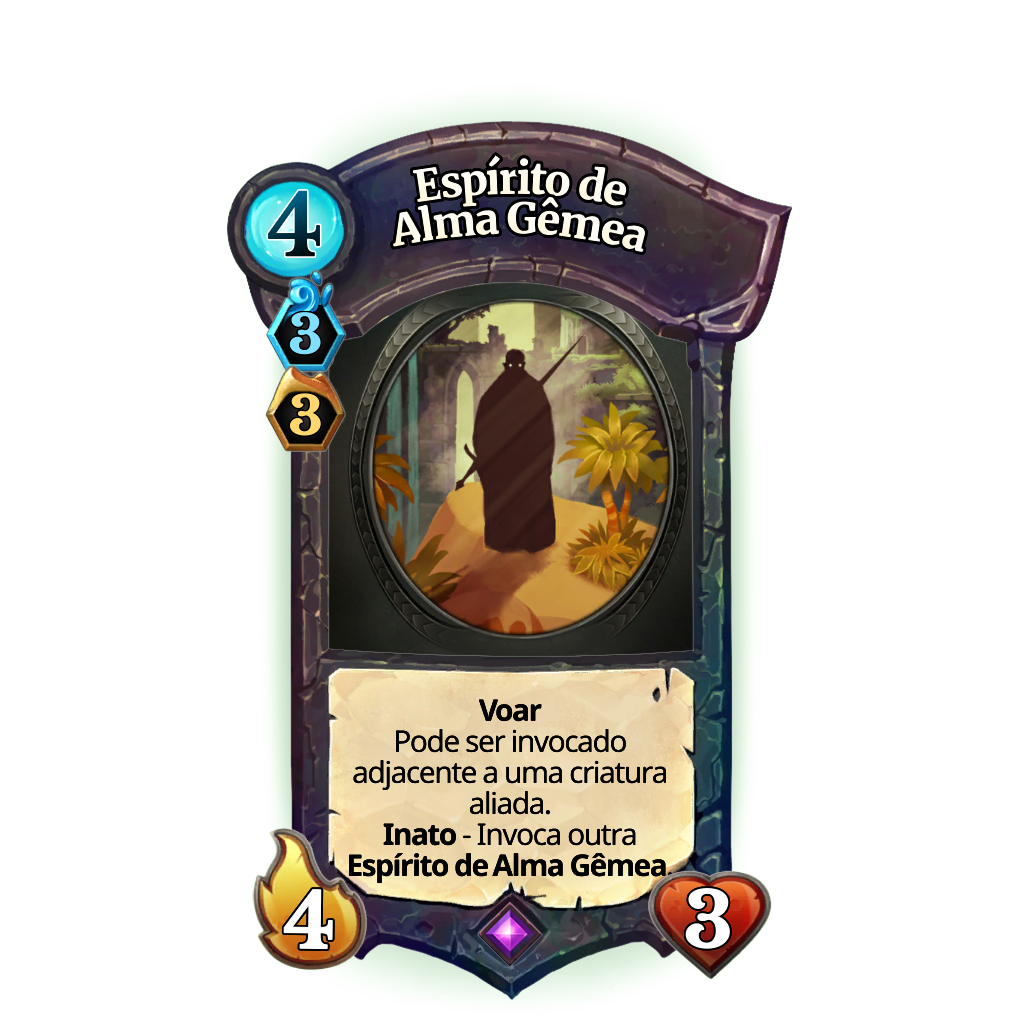 Espírito de
Alma Gêmea
4
3
3
Voar
Pode ser invocado
adjacente a uma criatura
aliada.
Inato - Invoca outra
Espírito de Alma Gêmea.
4
3